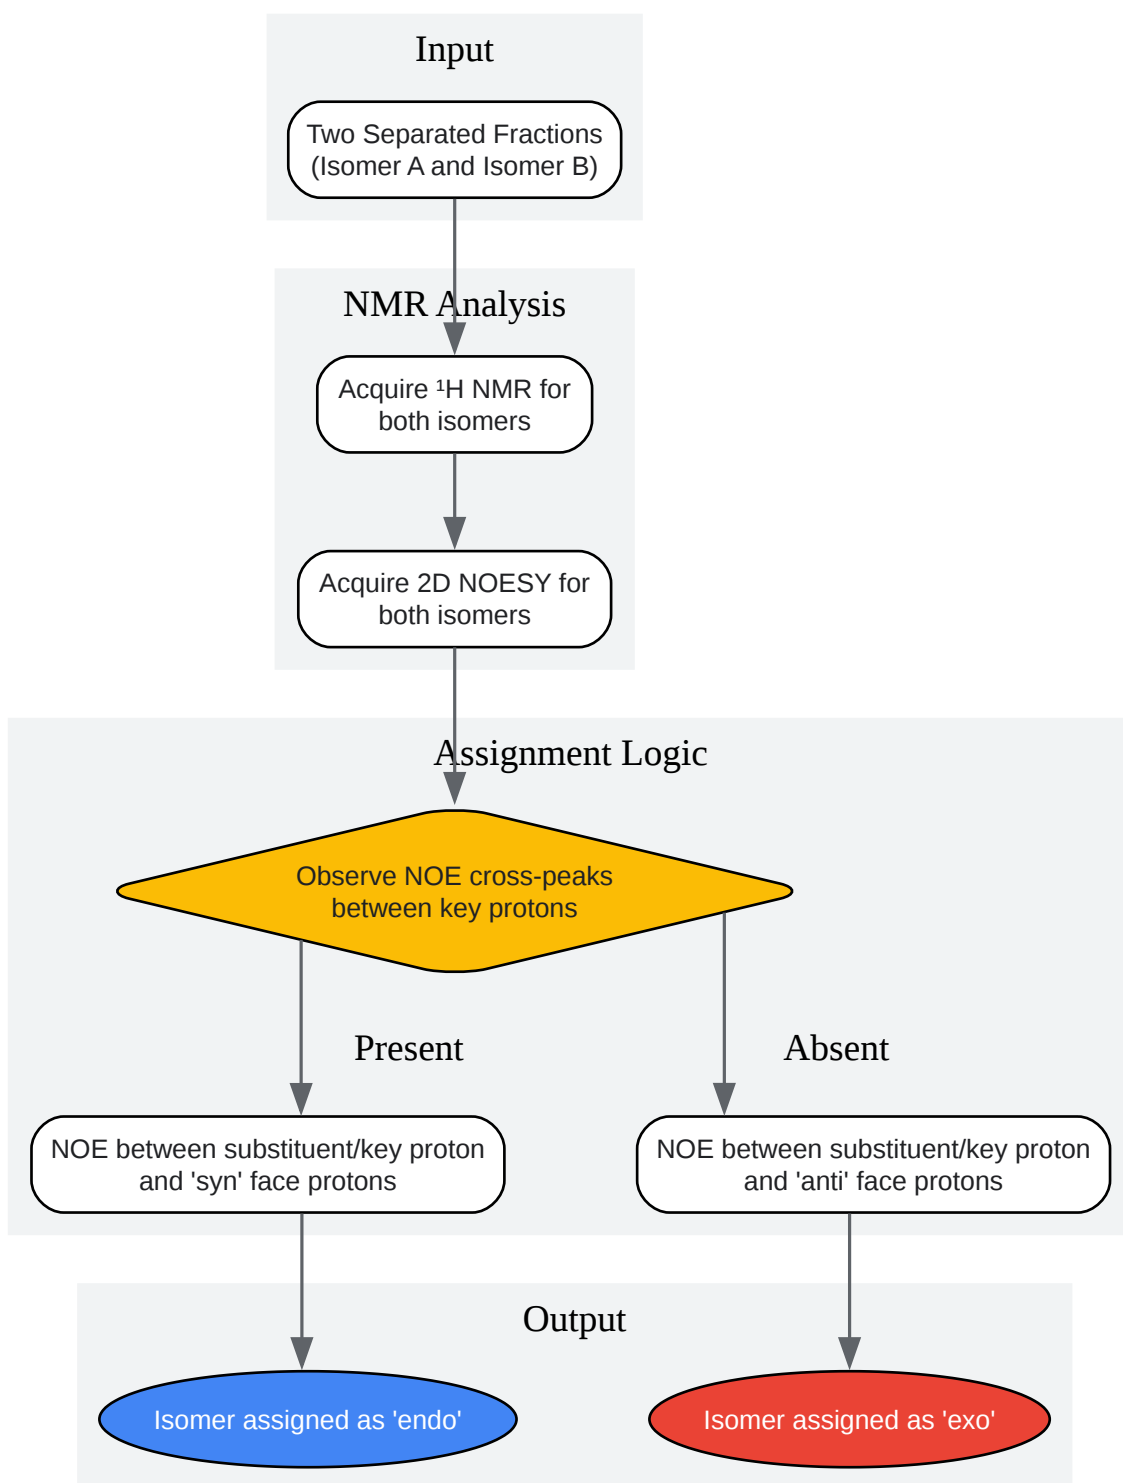 Input
Two Separated Fractions
(Isomer A and Isomer B)
NMR Analysis
Acquire ¹H NMR for
both isomers
Acquire 2D NOESY for
both isomers
Assignment Logic
Observe NOE cross-peaks
between key protons
Present
Absent
NOE between substituent/key proton
and 'syn' face protons
NOE between substituent/key proton
and 'anti' face protons
Output
Isomer assigned as 'endo'
Isomer assigned as 'exo'